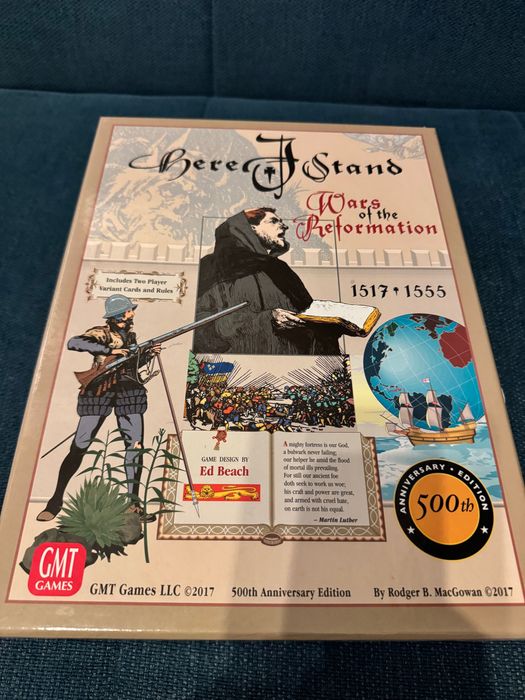 Here I Stand
Wars
of the
Reformation
1517 1555
Includes Two Player
Variant Cards and Rules
GAME DESIGN BY
Ed Beach
A mighty fortress is our God,
a bulwark never failing;
our helper he amid the flood
of mortal ills prevailing.
For still our ancient foe
doth seek to work us woe;
his craft and power are great,
and armed with cruel hate,
on earth is not his equal.
– Martin Luther
ANNIVERSARY • EDITION
500th
GMT
GAMES
GMT Games LLC ©2017 500th Anniversary Edition By Rodger B. MacGowan ©2017